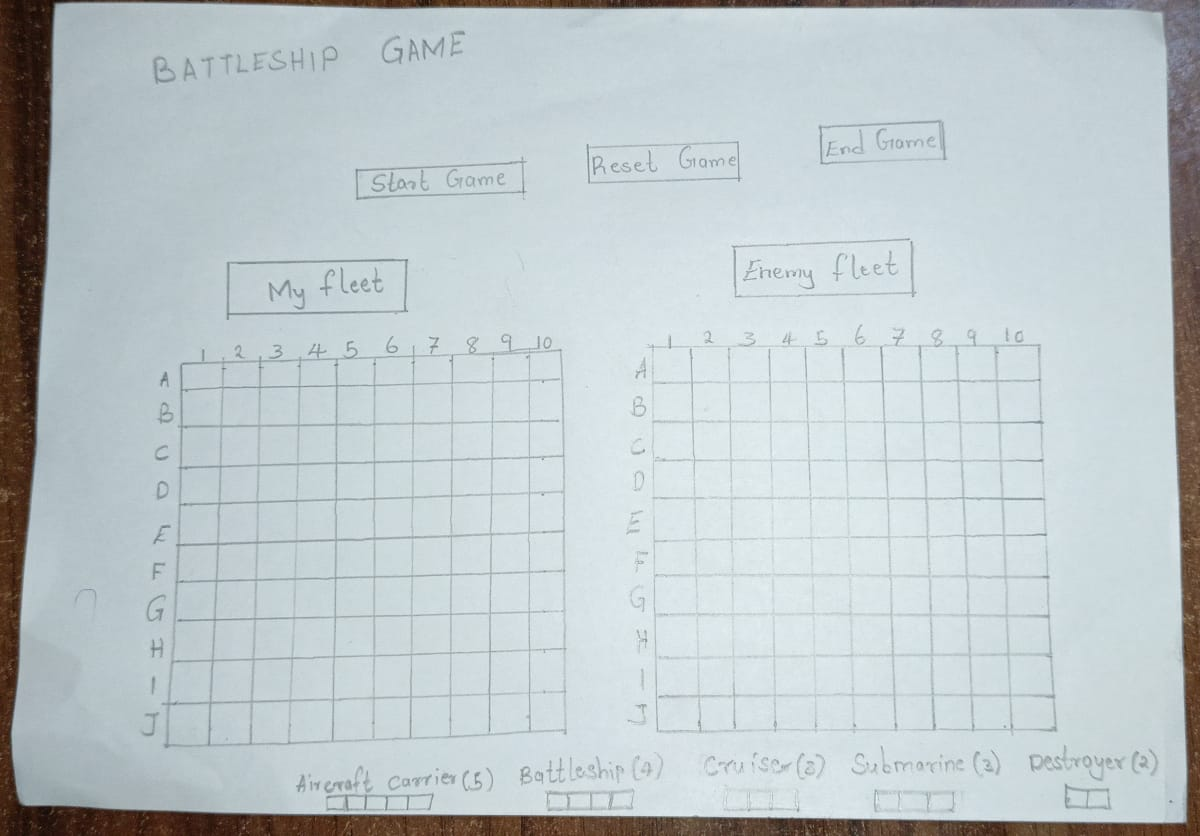 BATTLESHIP GAME
Start Game Reset Game End Game
My fleet Enemy fleet
1 2 3 4 5 6 7 8 9 10 1 2 3 4 5 6 7 8 9 10
A A
B B
C C
D D
E E
F F
G G
H H
I I
J J
Aircraft carrier (5) Battleship (4) Cruiser (3) Submarine (3) Destroyer (2)